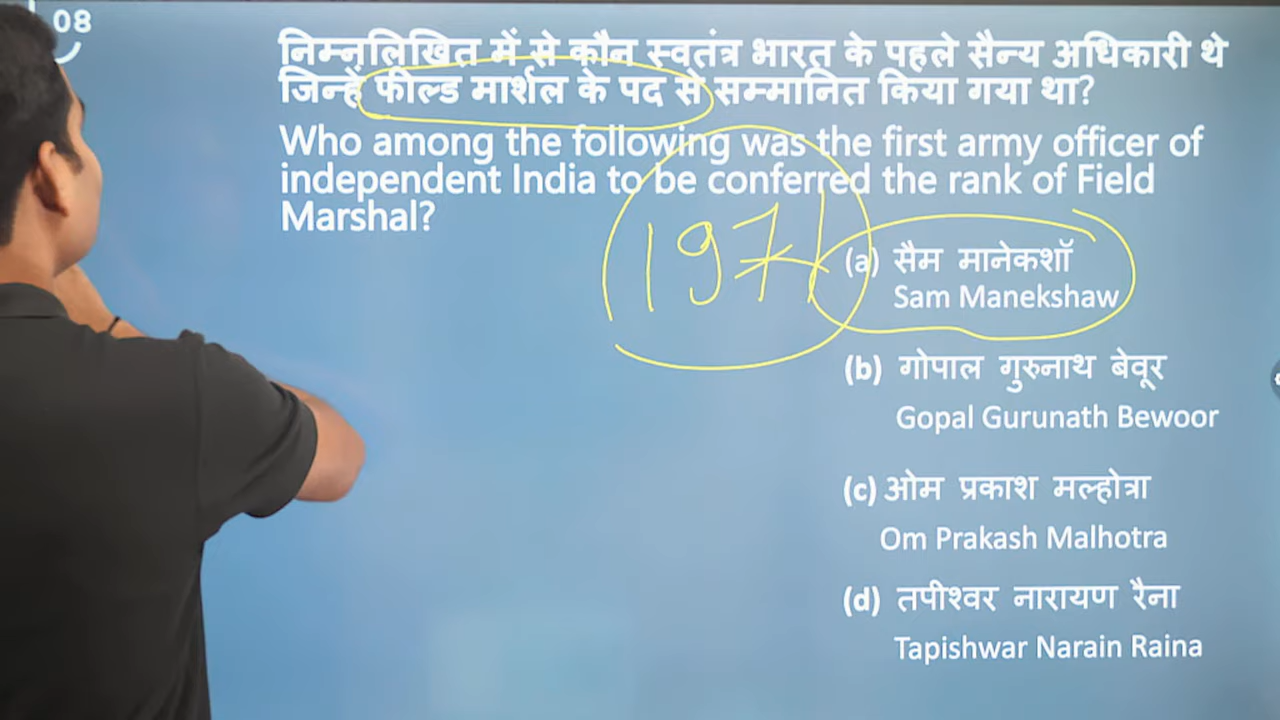 08
निम्नलिखित में से कौन स्वतंत्र भारत के पहले सैन्य अधिकारी थे
जिन्हें फील्ड मार्शल के पद से सम्मानित किया गया था?
Who among the following was the first army officer of
independent India to be conferred the rank of Field
Marshal?
1971
(a) सैम मानेकशॉ
Sam Manekshaw
(b) गोपाल गुरुनाथ बेवूर
Gopal Gurunath Bewoor
(c) ओम प्रकाश मल्होत्रा
Om Prakash Malhotra
(d) तपीश्वर नारायण रैना
Tapishwar Narain Raina